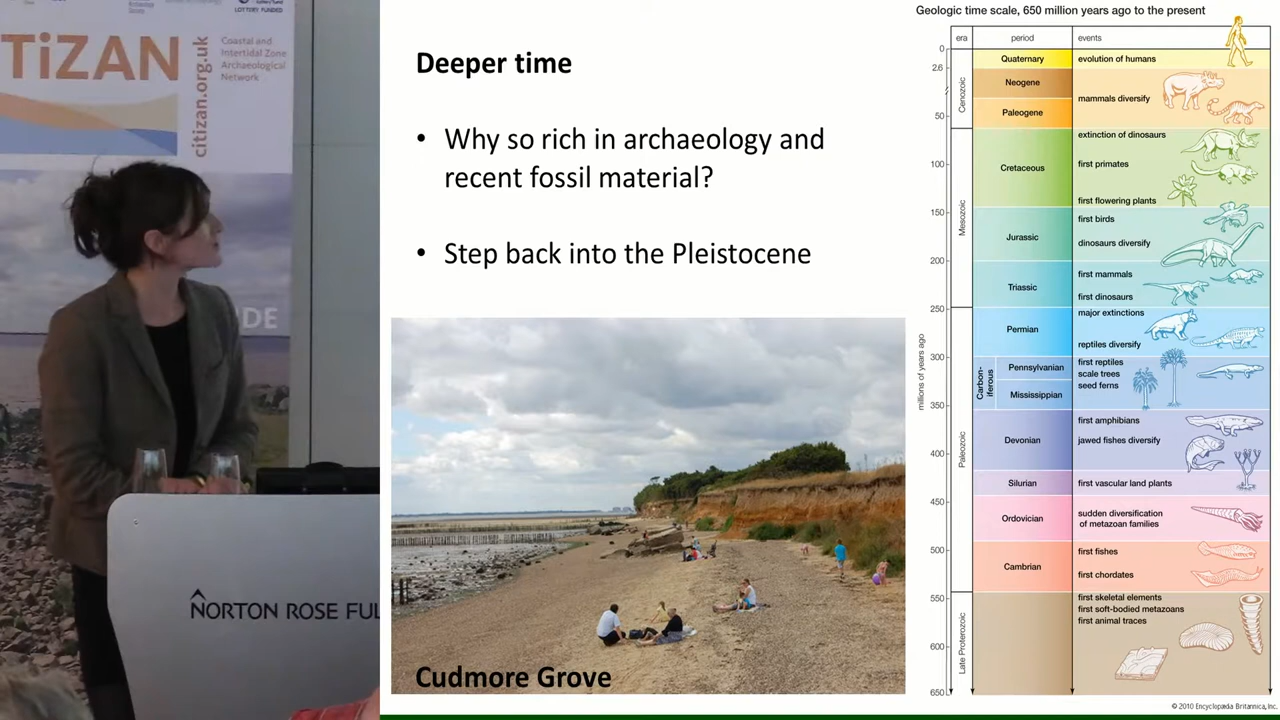 LOTTERY FUNDED
TiZAN
citizan.org.uk
Coastal and
Intertidal Zone
Archaeological
Network
DE
NORTON ROSE FUL
Deeper time
• Why so rich in archaeology and
recent fossil material?
• Step back into the Pleistocene
Cudmore Grove
Geologic time scale, 650 million years ago to the present
era
period
events
0
Quaternary
evolution of humans
2.6
Cenozoic
Neogene
mammals diversify
Paleogene
50
extinction of dinosaurs
100
Cretaceous
first primates
first flowering plants
150
Mesozoic
first birds
Jurassic
dinosaurs diversify
200
first mammals
Triassic
first dinosaurs
250
major extinctions
Permian
reptiles diversify
300
millions of years ago
Carbon-
iferous
Pennsylvanian
first reptiles
scale trees
seed ferns
Mississippian
350
first amphibians
Paleozoic
Devonian
jawed fishes diversify
400
Silurian
first vascular land plants
450
Ordovician
sudden diversification
of metazoan families
500
first fishes
Cambrian
first chordates
550
first skeletal elements
first soft-bodied metazoans
first animal traces
600
Late Proterozoic
650
© 2010 Encyclopædia Britannica, Inc.